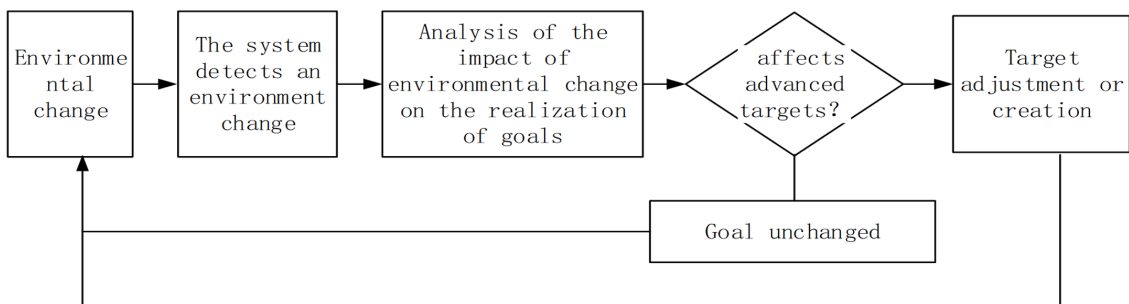 Environme
ntal
change
The system
detects an
environment
change
Analysis of the
impact of
environmental change
on the realization
of goals
affects
advanced
targets?
Target
adjustment or
creation
Goal unchanged